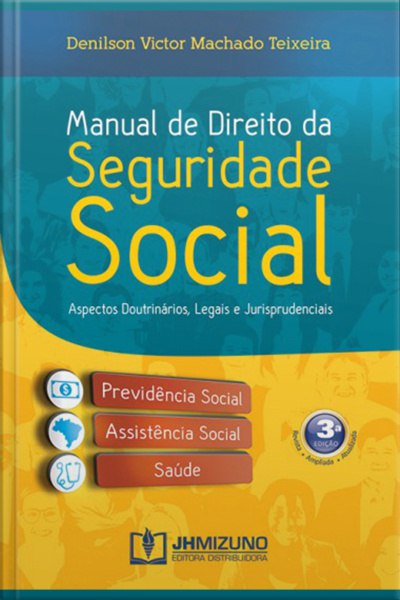 Denilson Victor Machado Teixeira
Manual de Direito da
Seguridade
Social
Aspectos Doutrinários, Legais e Jurisprudenciais
Previdência Social
Assistência Social
Saúde
3ª
EDIÇÃO
Revista • Ampliada • Atualizada
JHMIZUNO
EDITORA DISTRIBUIDORA